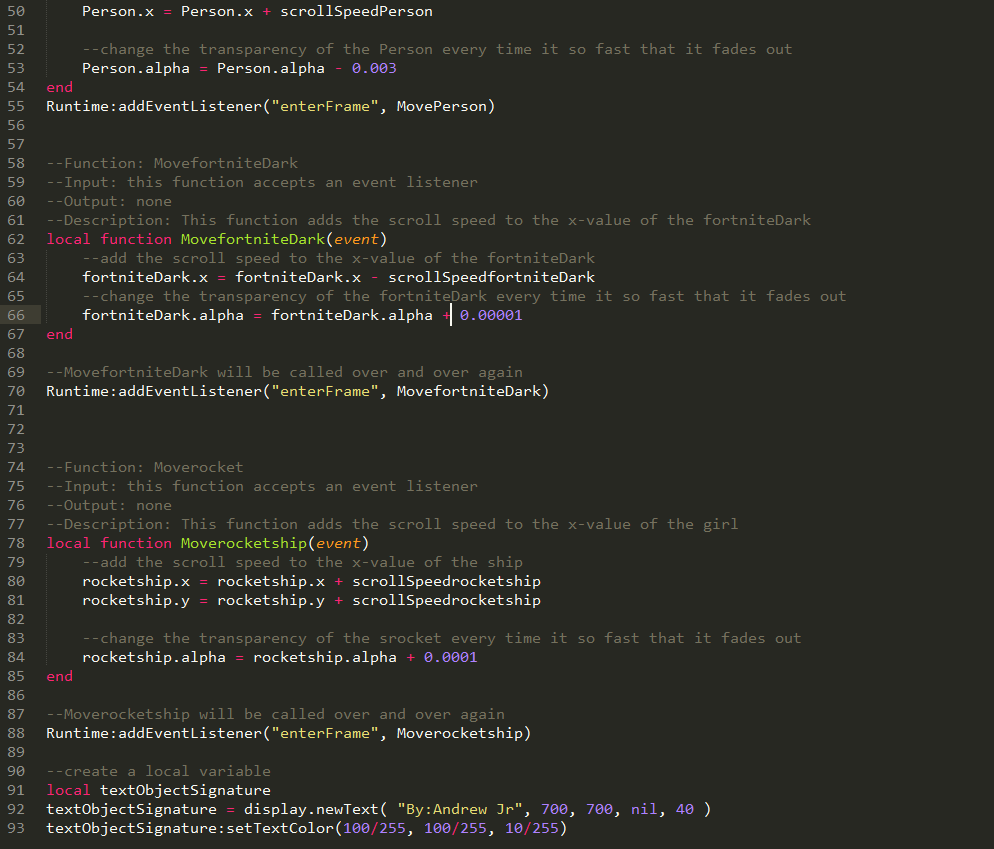 50 Person.x = Person.x + scrollSpeedPerson
51
52 --change the transparency of the Person every time it so fast that it fades out
53 Person.alpha = Person.alpha - 0.003
54 end
55 Runtime:addEventListener("enterFrame", MovePerson)
56
57
58 --Function: MovefortniteDark
59 --Input: this function accepts an event listener
60 --Output: none
61 --Description: This function adds the scroll speed to the x-value of the fortniteDark
62 local function MovefortniteDark(event)
63 --add the scroll speed to the x-value of the fortniteDark
64 fortniteDark.x = fortniteDark.x - scrollSpeedfortniteDark
65 --change the transparency of the fortniteDark every time it so fast that it fades out
66 fortniteDark.alpha = fortniteDark.alpha + 0.00001
67 end
68
69 --MovefortniteDark will be called over and over again
70 Runtime:addEventListener("enterFrame", MovefortniteDark)
71
72
73
74 --Function: Moverocket
75 --Input: this function accepts an event listener
76 --Output: none
77 --Description: This function adds the scroll speed to the x-value of the girl
78 local function Moverocketship(event)
79 --add the scroll speed to the x-value of the ship
80 rocketship.x = rocketship.x + scrollSpeedrocketship
81 rocketship.y = rocketship.y + scrollSpeedrocketship
82
83 --change the transparency of the srocket every time it so fast that it fades out
84 rocketship.alpha = rocketship.alpha + 0.0001
85 end
86
87 --Moverocketship will be called over and over again
88 Runtime:addEventListener("enterFrame", Moverocketship)
89
90 --create a local variable
91 local textObjectSignature
92 textObjectSignature = display.newText( "By:Andrew Jr", 700, 700, nil, 40 )
93 textObjectSignature:setTextColor(100/255, 100/255, 10/255)